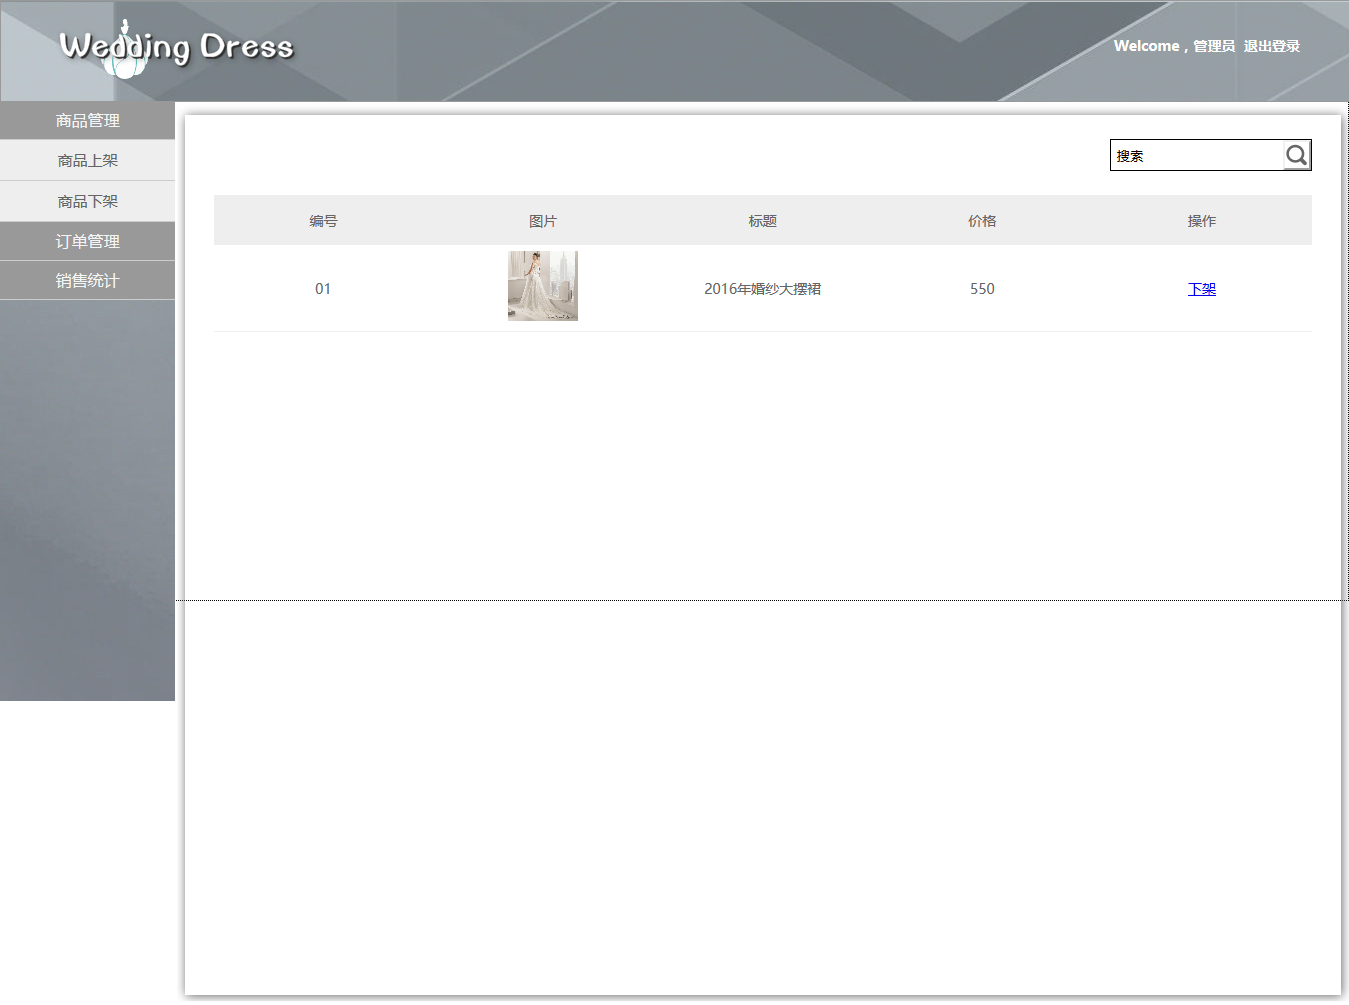 Wedding Dress
Welcome，管理员 退出登录
商品管理
商品上架
商品下架
订单管理
销售统计
搜索
编号 图片 标题 价格 操作
01 2016年婚纱大摆裙 550 下架